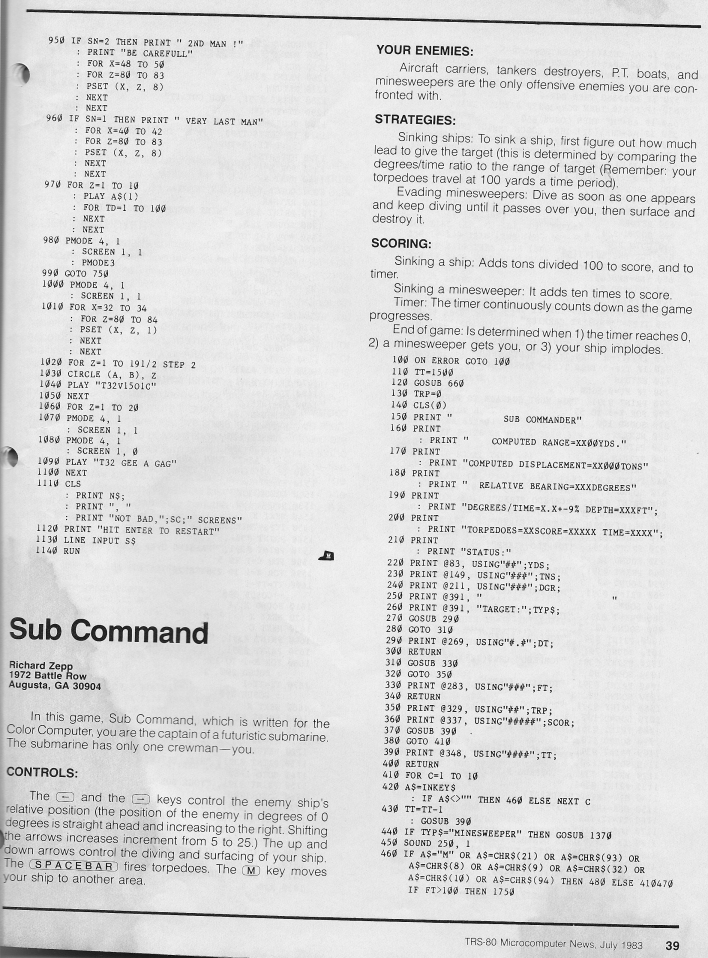 950 IF SN=2 THEN PRINT " 2ND MAN !"
: PRINT "BE CAREFULL"
: FOR X=48 TO 50
: FOR Z=80 TO 83
: PSET (X, Z, 8)
: NEXT
: NEXT
960 IF SN=1 THEN PRINT " VERY LAST MAN"
: FOR X=40 TO 42
: FOR Z=80 TO 83
: PSET (X, Z, 8)
: NEXT
: NEXT
970 FOR Z=1 TO 10
: PLAY A$(1)
: FOR TD=1 TO 100
: NEXT
: NEXT
980 PMODE 4, 1
: SCREEN 1, 1
: PMODE3
990 GOTO 750
1000 PMODE 4, 1
: SCREEN 1, 1
1010 FOR X=32 TO 34
: FOR Z=80 TO 84
: PSET (X, Z, 1)
: NEXT
: NEXT
1020 FOR Z=1 TO 191/2 STEP 2
1030 CIRCLE (A, B), Z
1040 PLAY "T32V15O1C"
1050 NEXT
1060 FOR Z=1 TO 20
1070 PMODE 4, 1
: SCREEN 1, 1
1080 PMODE 4, 1
: SCREEN 1, 0
1090 PLAY "T32 GEE A GAG"
1100 NEXT
1110 CLS
: PRINT N$;
: PRINT ", "
: PRINT "NOT BAD,";SC;" SCREENS"
1120 PRINT "HIT ENTER TO RESTART"
1130 LINE INPUT S$
1140 RUN
Sub Command
Richard Zepp
1972 Battle Row
Augusta, GA 30904
In this game, Sub Command, which is written for the
Color Computer, you are the captain of a futuristic submarine.
The submarine has only one crewman—you.
CONTROLS:
The ← and the → keys control the enemy ship's
relative position (the position of the enemy in degrees of 0
degrees is straight ahead and increasing to the right. Shifting
the arrows increases increment from 5 to 25.) The up and
down arrows control the diving and surfacing of your ship.
The SPACEBAR fires torpedoes. The M key moves
your ship to another area.
YOUR ENEMIES:
Aircraft carriers, tankers destroyers, P.T. boats, and
minesweepers are the only offensive enemies you are con-
fronted with.
STRATEGIES:
Sinking ships: To sink a ship, first figure out how much
lead to give the target (this is determined by comparing the
degrees/time ratio to the range of target (Remember: your
torpedoes travel at 100 yards a time period).
Evading minesweepers: Dive as soon as one appears
and keep diving until it passes over you, then surface and
destroy it.
SCORING:
Sinking a ship: Adds tons divided 100 to score, and to
timer.
Sinking a minesweeper: It adds ten times to score.
Timer: The timer continuously counts down as the game
progresses.
End of game: Is determined when 1) the timer reaches 0,
2) a minesweeper gets you, or 3) your ship implodes.
100 ON ERROR GOTO 100
110 TT=1500
120 GOSUB 660
130 TRP=0
140 CLS(0)
150 PRINT " SUB COMMANDER"
160 PRINT
: PRINT " COMPUTED RANGE=XX00YDS."
170 PRINT
: PRINT "COMPUTED DISPLACEMENT=XX000TONS"
180 PRINT
: PRINT " RELATIVE BEARING=XXXDEGREES"
190 PRINT
: PRINT "DEGREES/TIME=X.X+-9% DEPTH=XXXFT";
200 PRINT
: PRINT "TORPEDOES=XXSCORE=XXXXX TIME=XXXX";
210 PRINT
: PRINT "STATUS:"
220 PRINT @83, USING"##";YDS;
230 PRINT @149, USING"###";TNS;
240 PRINT @211, USING"###";DGR;
250 PRINT @391, " "
260 PRINT @391, "TARGET:";TYP$;
270 GOSUB 290
280 GOTO 310
290 PRINT @269, USING"#.#";DT;
300 RETURN
310 GOSUB 330
320 GOTO 350
330 PRINT @283, USING"###";FT;
340 RETURN
350 PRINT @329, USING"##";TRP;
360 PRINT @337, USING"#####";SCOR;
370 GOSUB 390
380 GOTO 410
390 PRINT @348, USING"####";TT;
400 RETURN
410 FOR C=1 TO 10
420 A$=INKEY$
: IF A$<>"" THEN 460 ELSE NEXT C
430 TT=TT-1
: GOSUB 390
440 IF TYP$="MINESWEEPER" THEN GOSUB 1370
450 SOUND 250, 1
460 IF A$="M" OR A$=CHR$(21) OR A$=CHR$(93) OR
A$=CHR$(8) OR A$=CHR$(9) OR A$=CHR$(32) OR
A$=CHR$(10) OR A$=CHR$(94) THEN 480 ELSE 410470
IF FT>100 THEN 1750
TRS-80 Microcomputer News, July 1983 39